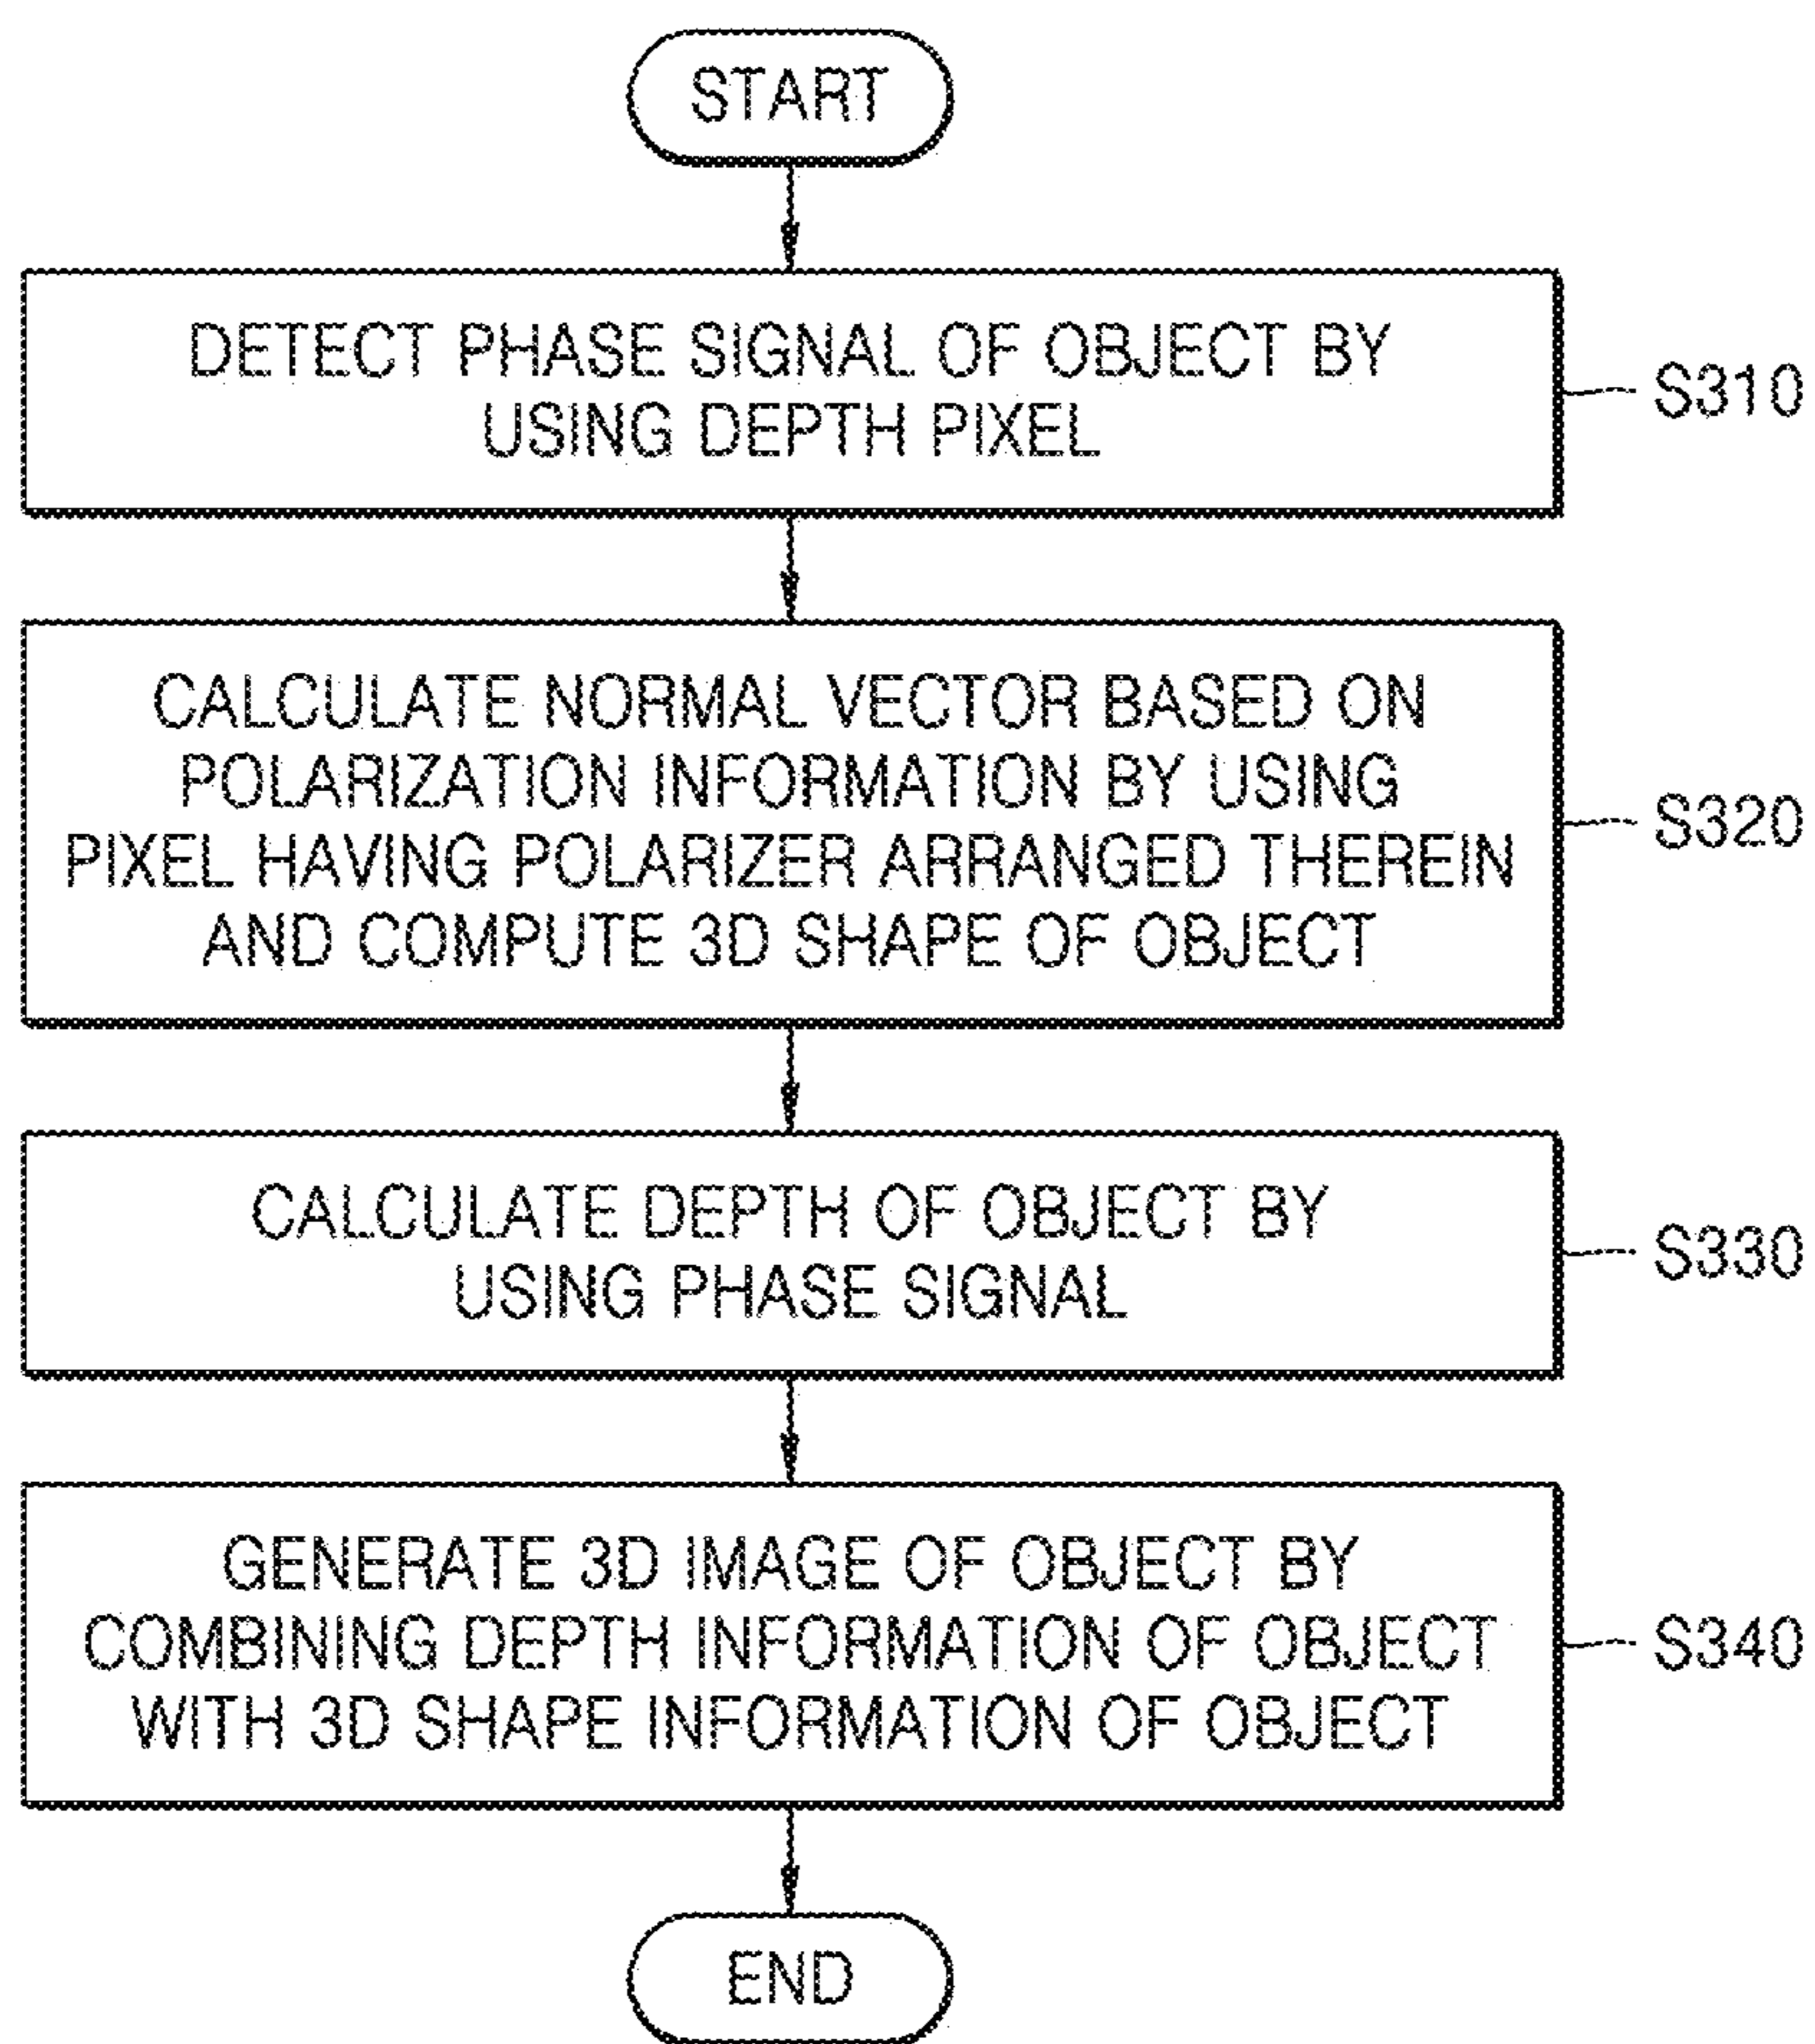 START
DETECT PHASE SIGNAL OF OBJECT BY
USING DEPTH PIXEL
S310
CALCULATE NORMAL VECTOR BASED ON
POLARIZATION INFORMATION BY USING
PIXEL HAVING POLARIZER ARRANGED THEREIN
AND COMPUTE 3D SHAPE OF OBJECT
S320
CALCULATE DEPTH OF OBJECT BY
USING PHASE SIGNAL
S330
GENERATE 3D IMAGE OF OBJECT BY
COMBINING DEPTH INFORMATION OF OBJECT
WITH 3D SHAPE INFORMATION OF OBJECT
S340
END